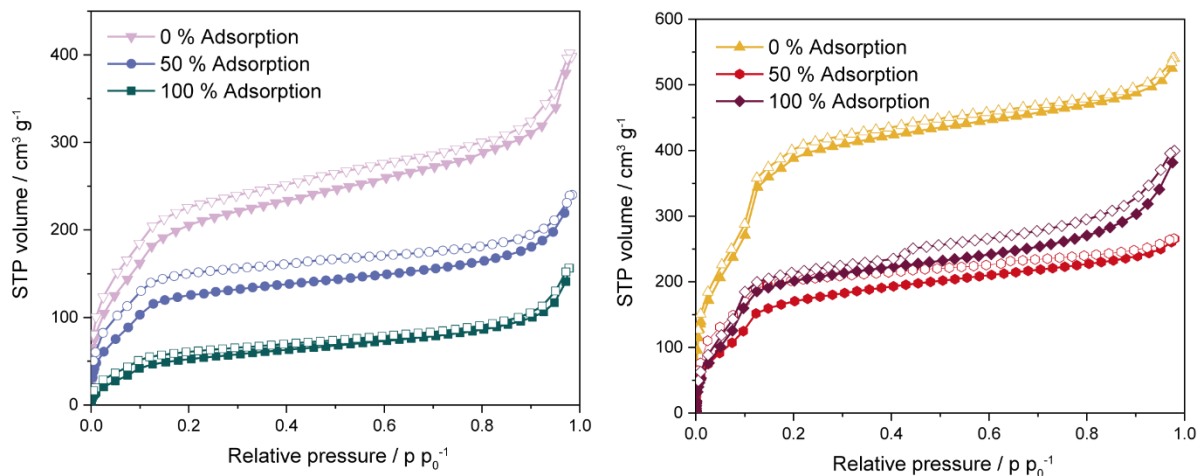 STP volume / cm³ g⁻¹
400
300
200
100
0
0 % Adsorption
50 % Adsorption
100 % Adsorption
0.0 0.2 0.4 0.6 0.8 1.0
Relative pressure / p p₀⁻¹
STP volume / cm³ g⁻¹
600
500
400
300
200
100
0
0 % Adsorption
50 % Adsorption
100 % Adsorption
0.0 0.2 0.4 0.6 0.8 1.0
Relative pressure / p p₀⁻¹